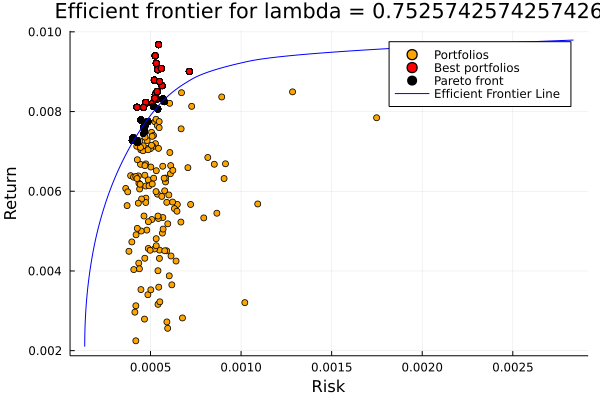 Efficient frontier for lambda = 0.7525742574257426
Return
0.010
0.008
0.006
0.004
0.002
Portfolios
Best portfolios
Pareto front
Efficient Frontier Line
0.0005
0.0010
0.0015
0.0020
0.0025
Risk